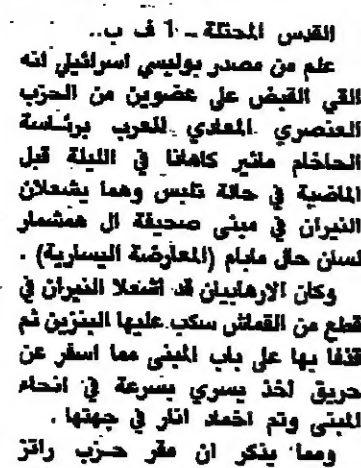 القدس المحتلة ـ ا ف ب..
علم من مصدر بوليسي اسرائيلي انه
القي القبض على عضوين من الحزب
العنصري المعادي للعرب برئاسة
الحاخام مائير كاهانا في الليلة قبل
الماضية في حالة تلبس وهما يشعلان
النيران في مبنى صحيفة ال همشمار
لسان حال مابام (المعارضة اليسارية) .
وكان الارهابيان قد اشعلا النيران في
قطع من القماش سكب عليها البنزين ثم
قذفا بها على باب المبنى مما اسفر عن
حريق اخذ يسري بسرعة في انحاء
المبنى وتم اخماد النار في جهتها .
ومما يذكر ان مقر حزب راتز